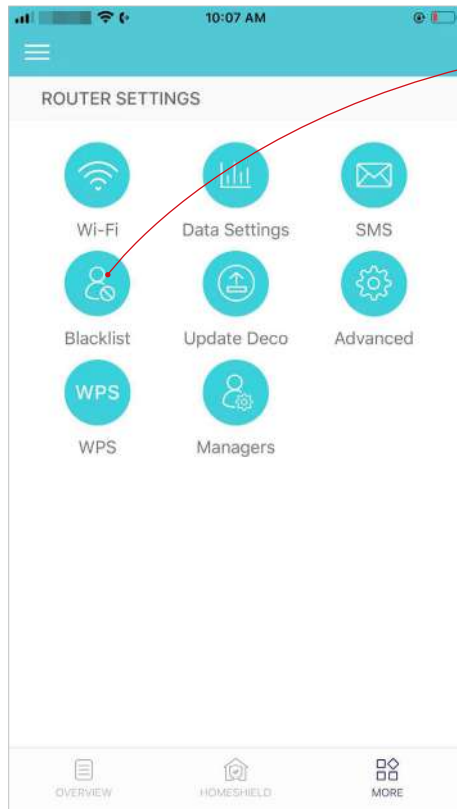 10:07 AM
ROUTER SETTINGS
Wi-Fi Data Settings SMS
Blacklist Update Deco Advanced
WPS
WPS Managers
OVERVIEW HOMESHIELD MORE